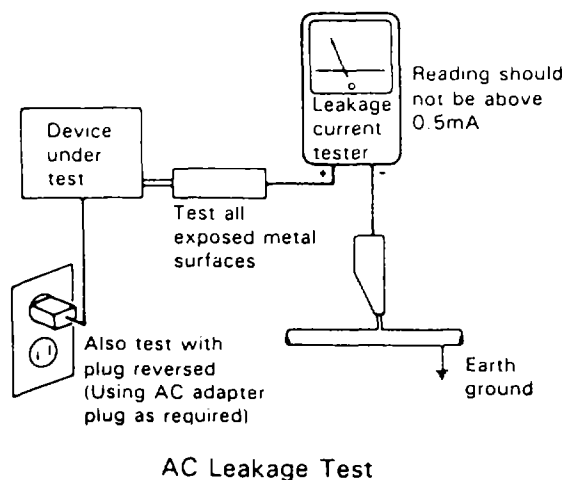 Device
under
test
Leakage
current
tester
+ -
Reading should
not be above
0.5mA
Test all
exposed metal
surfaces
Also test with
plug reversed
(Using AC adapter
plug as required)
Earth
ground
AC Leakage Test